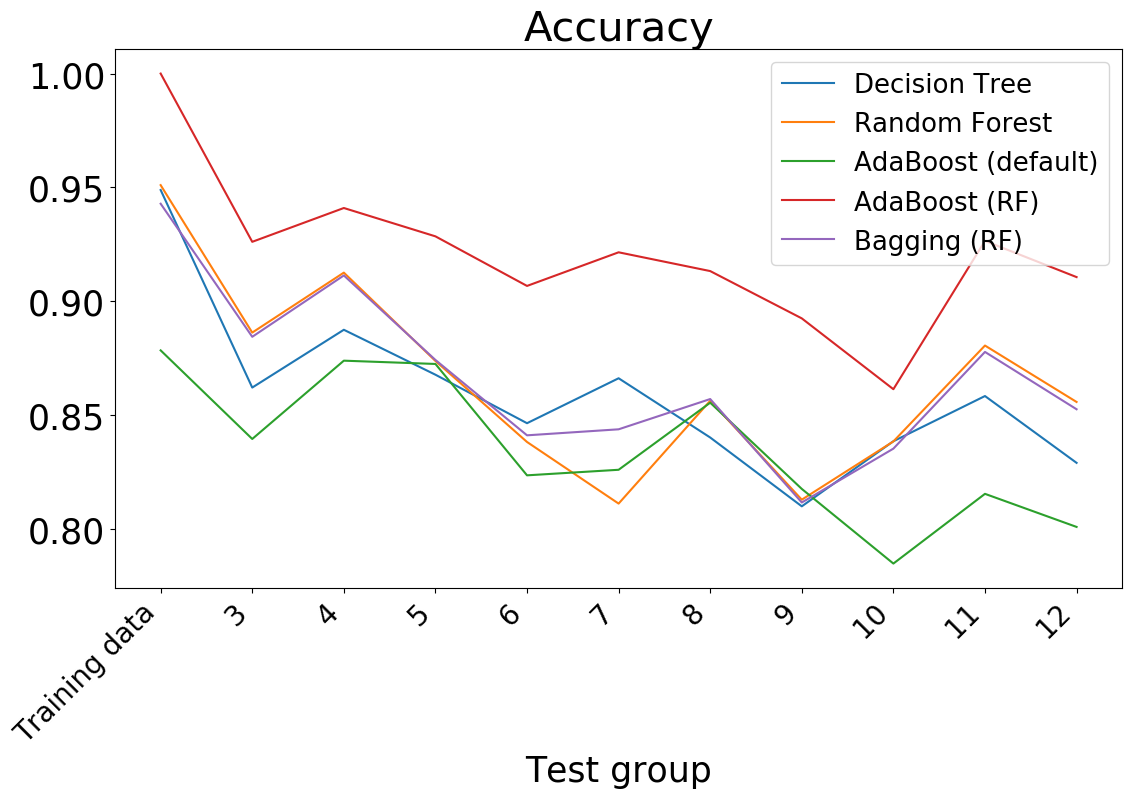 Accuracy
1.00
0.95
0.90
0.85
0.80
Decision Tree
Random Forest
AdaBoost (default)
AdaBoost (RF)
Bagging (RF)
Training data
3
4
5
6
7
8
9
10
11
12
Test group